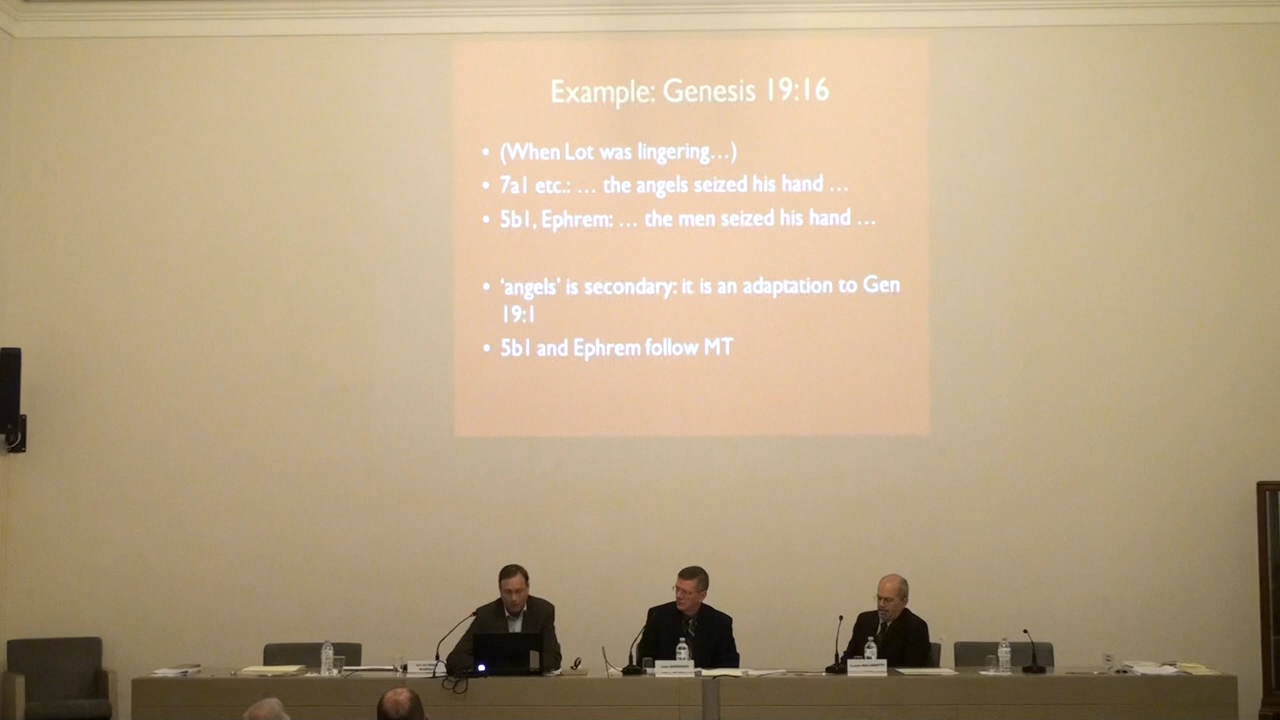 Example: Genesis 19:16
• (When Lot was lingering...)
• 7a1 etc.: ... the angels seized his hand ...
• 5b1, Ephrem: ... the men seized his hand ...
• 'angels' is secondary: it is an adaptation to Gen
19:1
• 5b1 and Ephrem follow MT